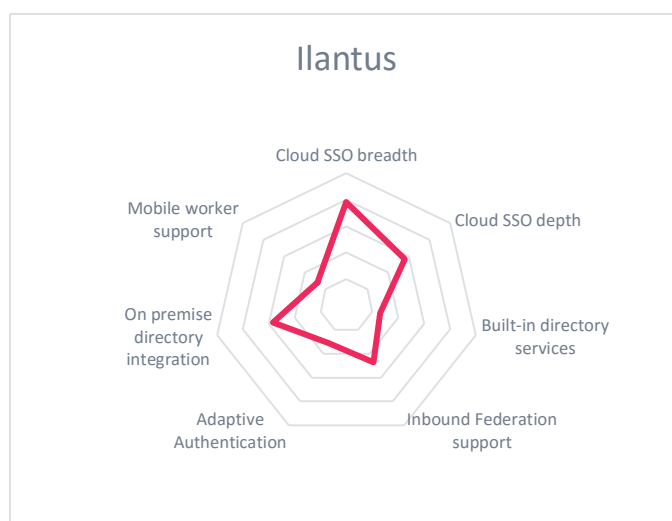 Ilantus
Cloud SSO breadth
Cloud SSO depth
Built-in directory
services
Inbound Federation
support
Adaptive
Authentication
On premise
directory
integration
Mobile worker
support